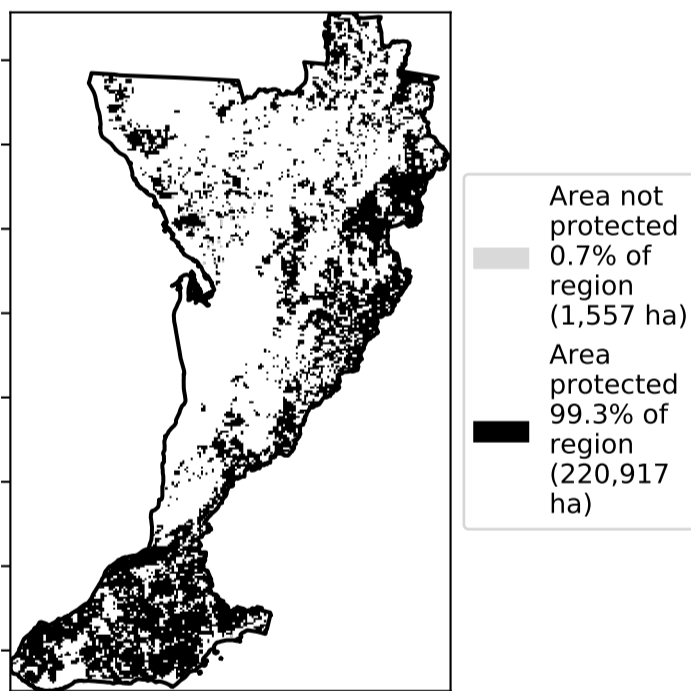 Area not
protected
0.7% of
region
(1,557 ha)
Area
protected
99.3% of
region
(220,917
ha)